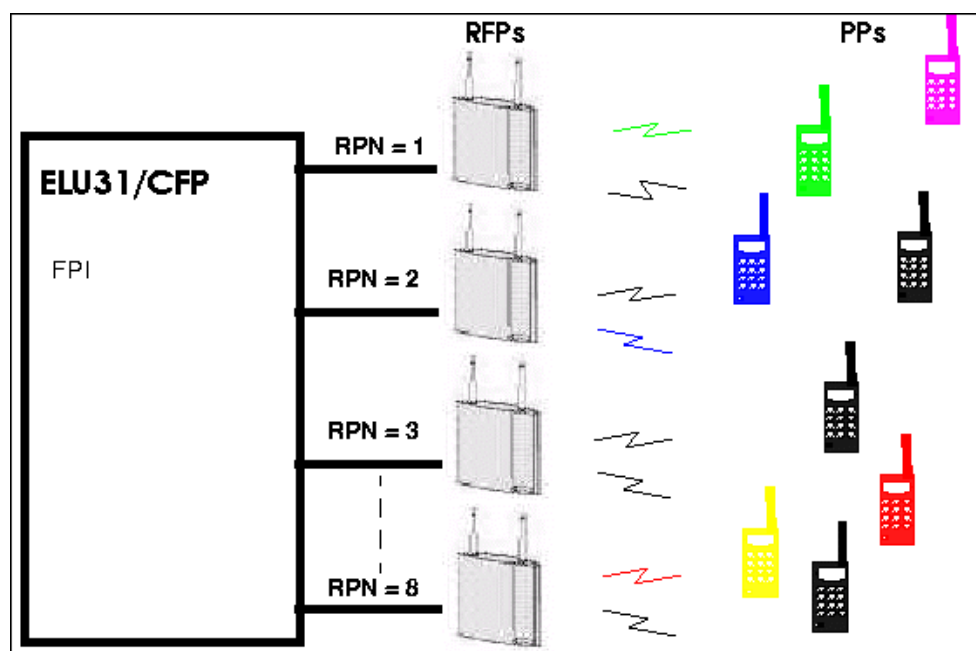 RFPs
PPs
RPN = 1
ELU31/CFP
FPI
RPN = 2
RPN = 3
RPN = 8